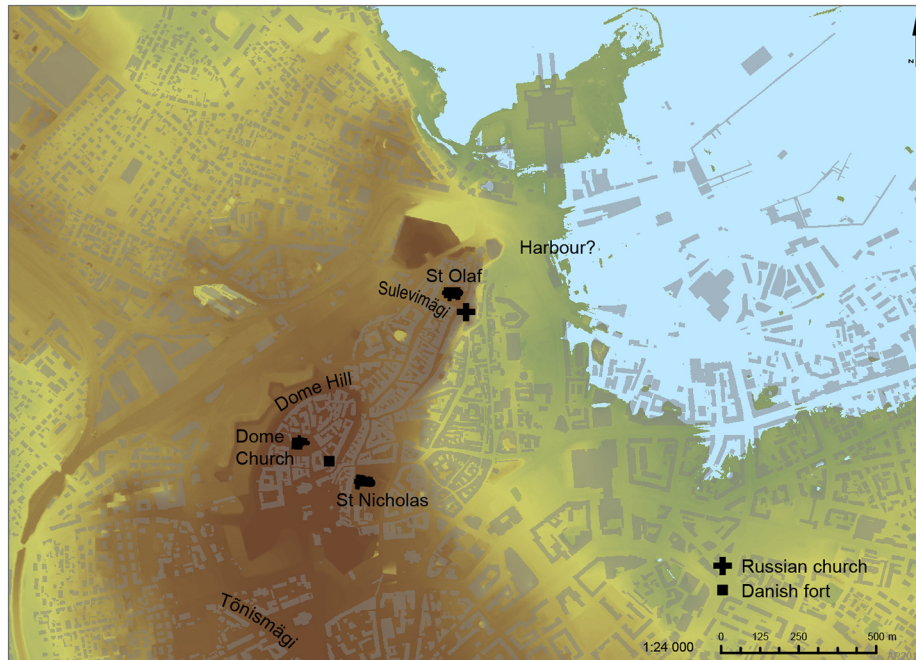 N
Harbour?
St Olaf
Sulevimägi
Dome Hill
Dome
Church
St Nicholas
Tõnismägi
Russian church
Danish fort
1:24 000
0 125 250 500 m